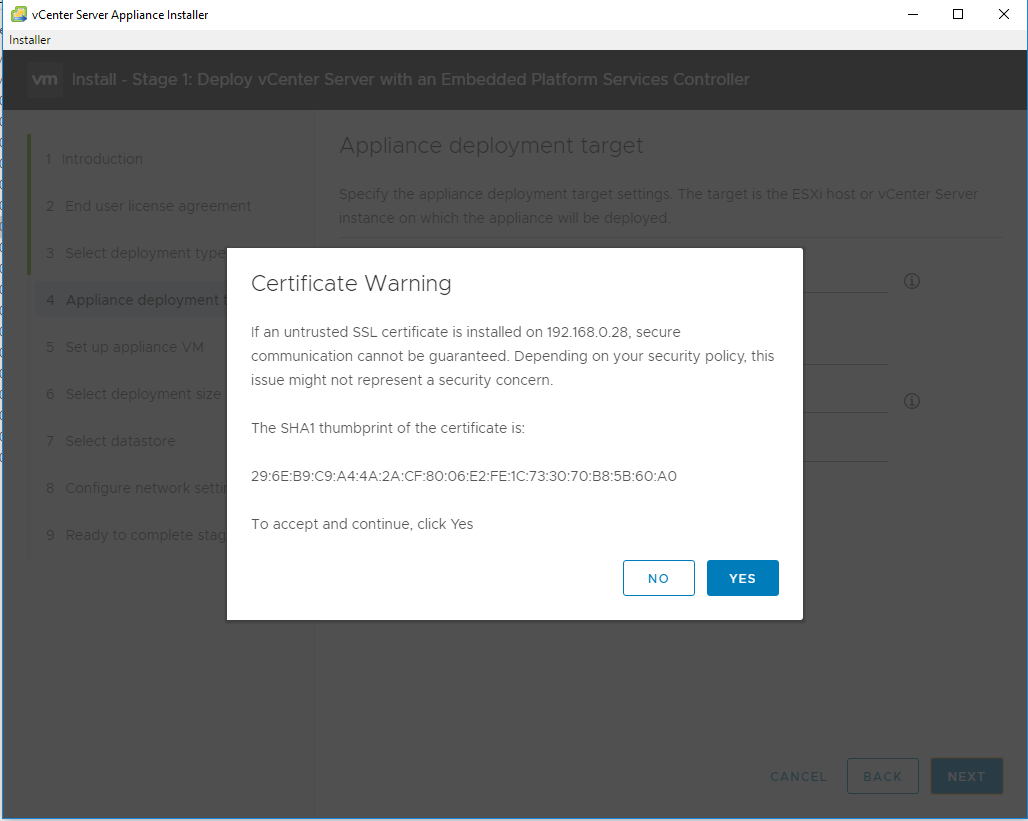 vCenter Server Appliance Installer
Installer
vm Install - Stage 1: Deploy vCenter Server with an Embedded Platform Services Controller
1 Introduction
2 End user license agreement
3 Select deployment type
4 Appliance deployment
5 Set up appliance VM
6 Select deployment size
7 Select datastore
8 Configure network
9 Ready to complete
Appliance deployment target
Specify the appliance deployment target settings. The target is the ESXi host or vCenter Server
instance on which the appliance will be deployed.
Certificate Warning
If an untrusted SSL certificate is installed on 192.168.0.28, secure
communication cannot be guaranteed. Depending on your security policy, this
issue might not represent a security concern.
The SHA1 thumbprint of the certificate is:
29:6E:B9:C9:A4:4A:2A:CF:80:06:E2:FE:1C:73:30:70:B8:5B:60:A0
To accept and continue, click Yes
NO YES
CANCEL BACK NEXT